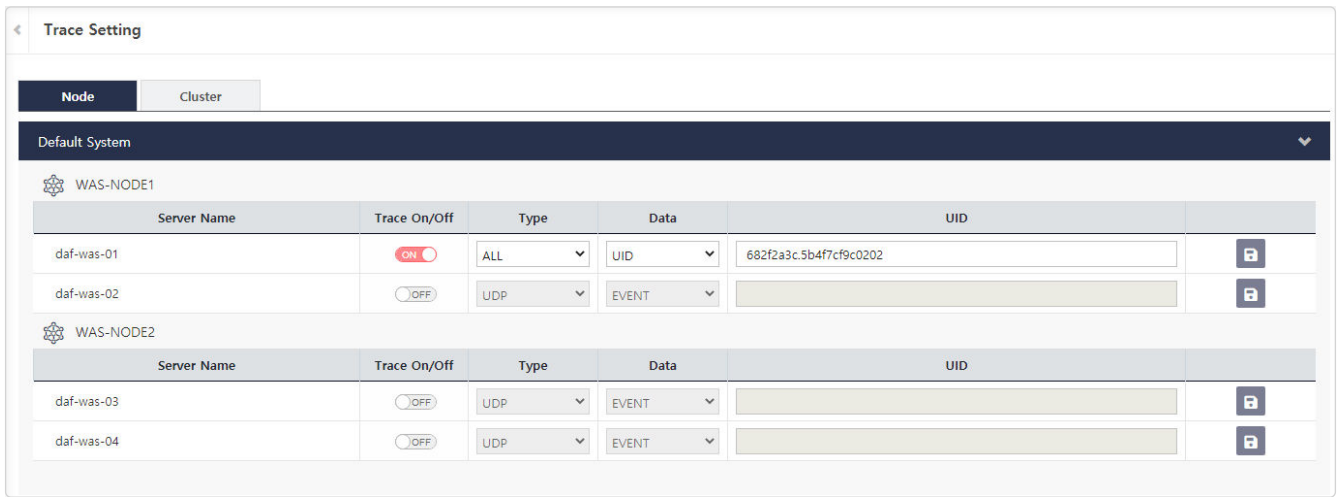 Trace Setting
Node Cluster
Default System
WAS-NODE1
Server Name Trace On/Off Type Data UID
daf-was-01 ON ALL UID 682f2a3c.5b4f7cf9c0202
daf-was-02 OFF UDP EVENT
WAS-NODE2
Server Name Trace On/Off Type Data UID
daf-was-03 OFF UDP EVENT
daf-was-04 OFF UDP EVENT